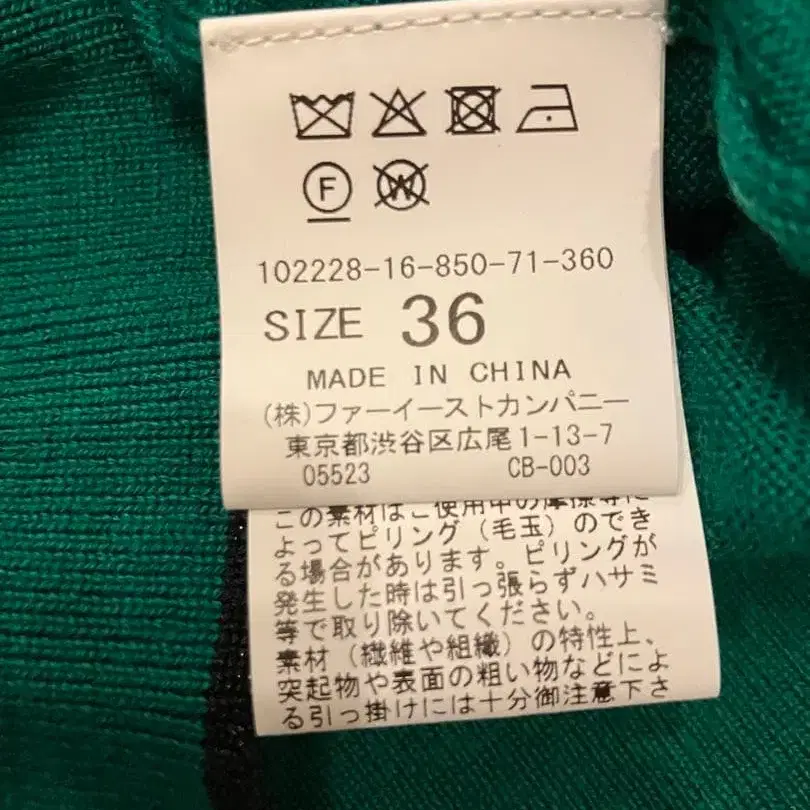 F
W
102228-16-850-71-360
SIZE 36
MADE IN CHINA
(株)ファーイーストカンパニー
東京都渋谷区広尾1-13-7
05523 CB-003
この素材はご使用中の摩擦等に
よってピリング(毛玉)のでき
る場合があります。ピリングが
発生した時は引っ張らずハサミ
等で取り除いてください。
素材(繊維や組織)の特性上、
突起物や表面の粗い物などによ
る引っ掛けには十分御注意下さ